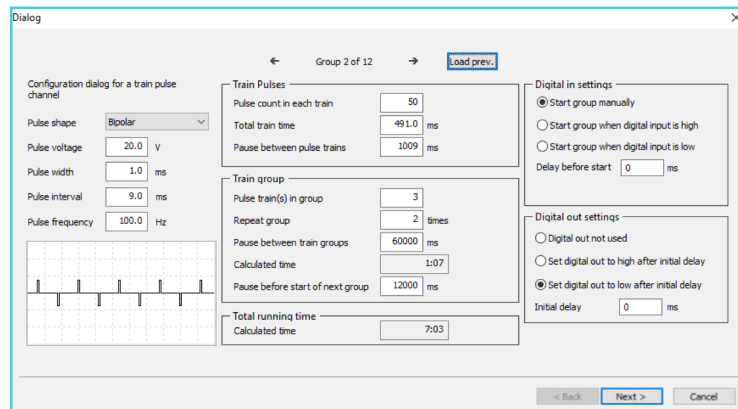 Dialog
← Group 2 of 12 → Load prev.
Configuration dialog for a train pulse
channel
Pulse shape Bipolar
Pulse voltage 20.0 V
Pulse width 1.0 ms
Pulse interval 9.0 ms
Pulse frequency 100.0 Hz
Train Pulses
Pulse count in each train 50
Total train time 491.0 ms
Pause between pulse trains 1009 ms
Train group
Pulse train(s) in group 3
Repeat group 2 times
Pause between train groups 60000 ms
Calculated time 1:07
Pause before start of next group 12000 ms
Total running time
Calculated time 7:03
Digital in settings
Start group manually
Start group when digital input is high
Start group when digital input is low
Delay before start 0 ms
Digital out settings
Digital out not used
Set digital out to high after initial delay
Set digital out to low after initial delay
Initial delay 0 ms
< Back Next > Cancel